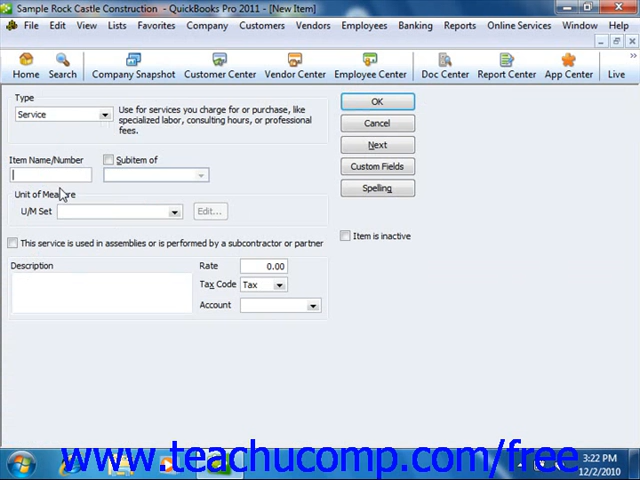 Sample Rock Castle Construction - QuickBooks Pro 2011 - [New Item]
File Edit View Lists Favorites Company Customers Vendors Employees Banking Reports Online Services Window Help
Home Search Company Snapshot Customer Center Vendor Center Employee Center Doc Center Report Center App Center Live
Type
Service
Use for services you charge for or purchase, like
specialized labor, consulting hours, or professional
fees.
OK
Cancel
Next
Custom Fields
Spelling
Item Name/Number Subitem of
Unit of Measure
U/M Set Edit...
Item is inactive
This service is used in assemblies or is performed by a subcontractor or partner
Description
Rate 0.00
Tax Code Tax
Account
www.teachucomp.com/free
3:22 PM
12/2/2010